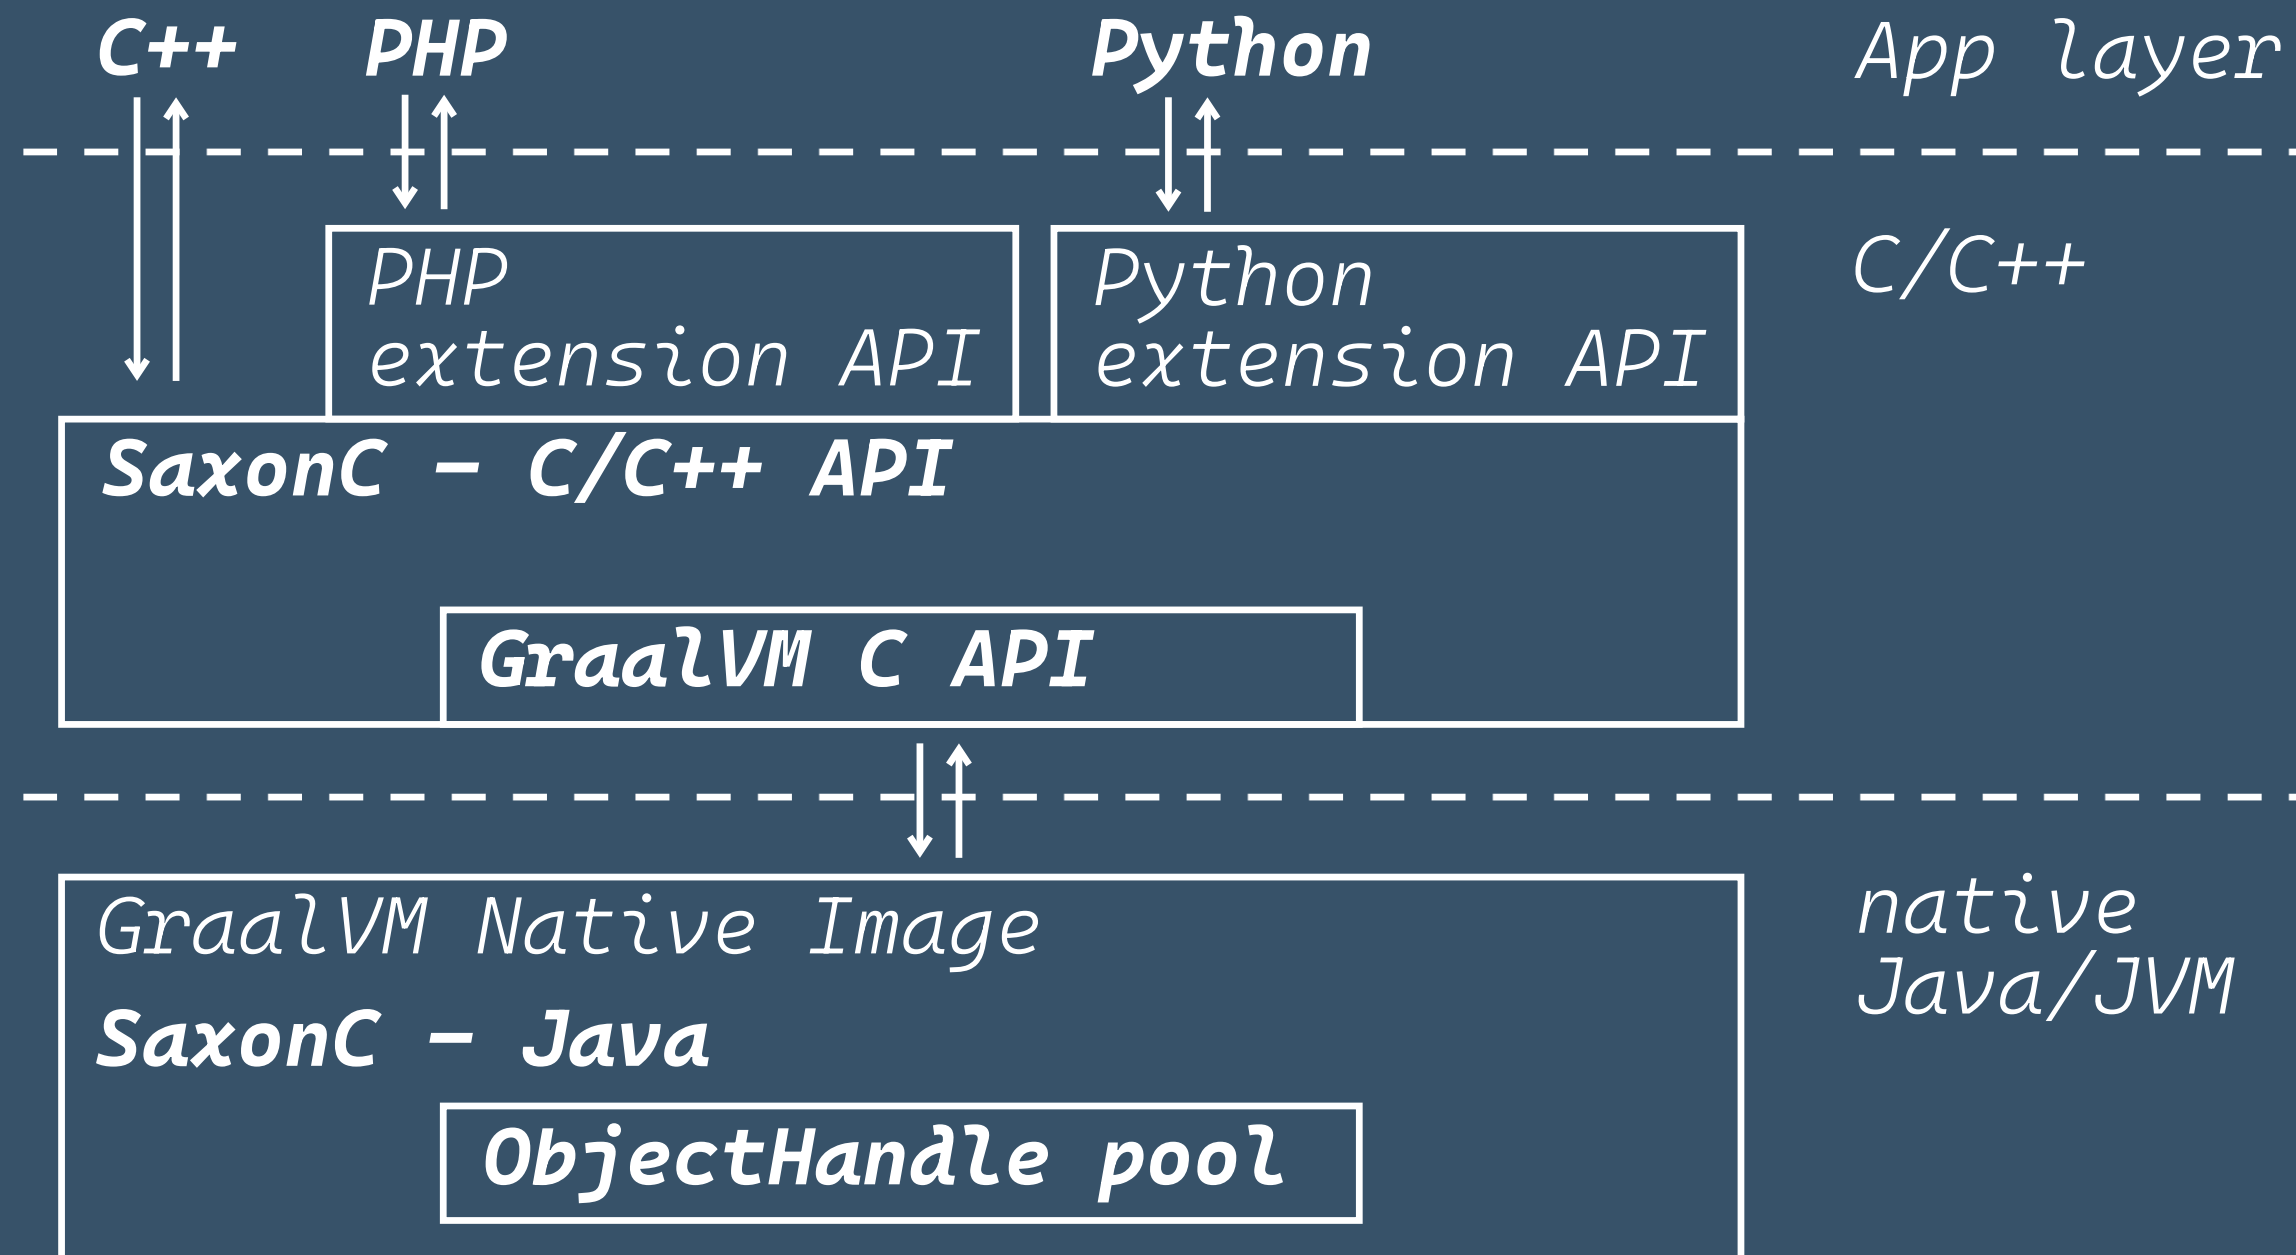 C++ PHP Python App layer
PHP
extension API
Python
extension API
C/C++
SaxonC – C/C++ API
GraalVM C API
GraalVM Native Image
native
Java/JVM
SaxonC – Java
ObjectHandle pool